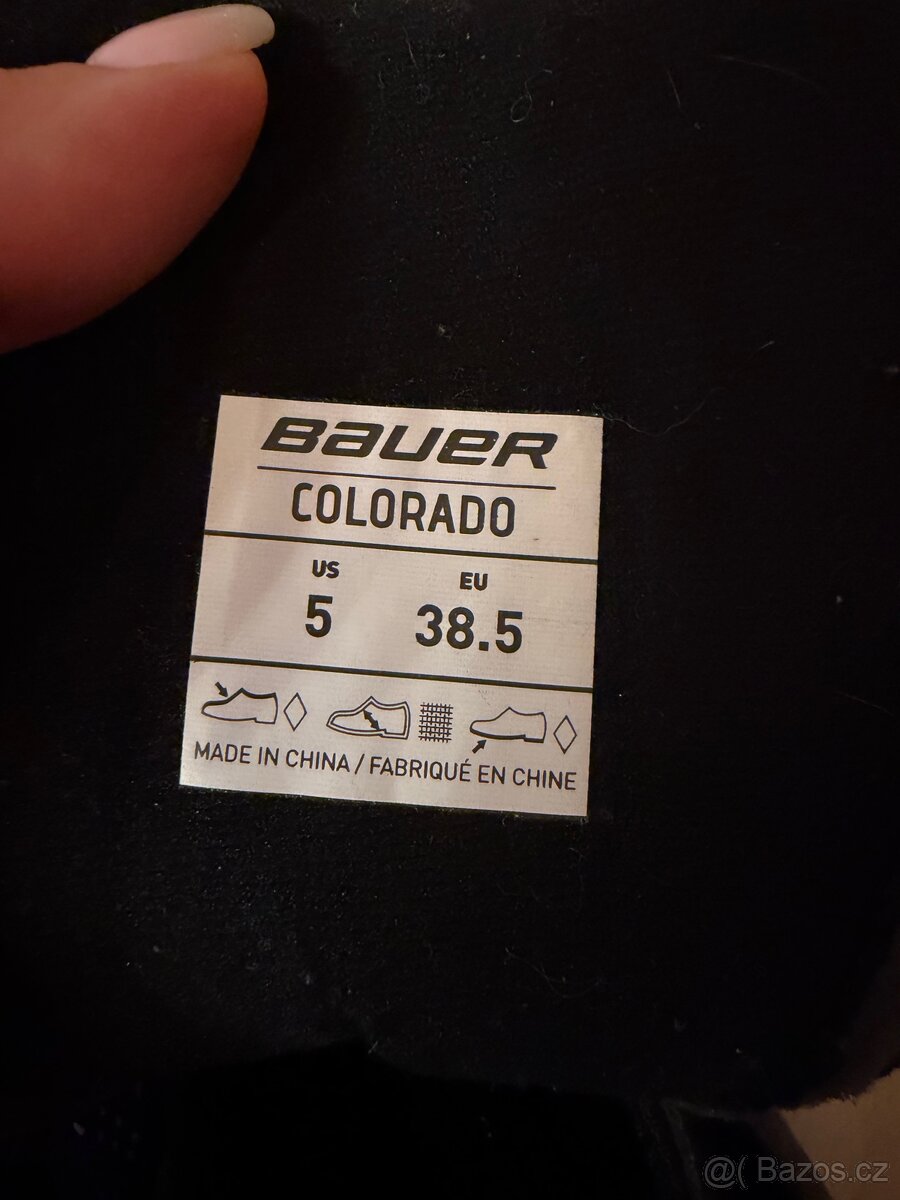 BAUER
COLORADO
US EU
5 38.5
MADE IN CHINA / FABRIQUÉ EN CHINE
@( Bazos.cz